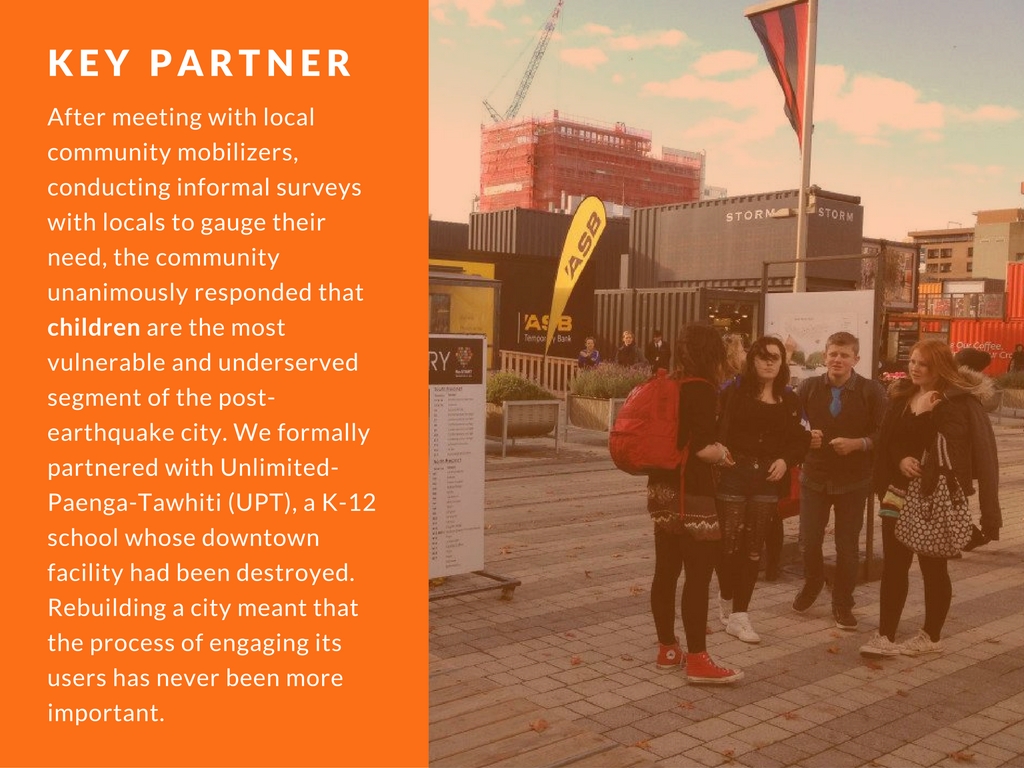 KEY PARTNER
After meeting with local
community mobilizers,
conducting informal surveys
with locals to gauge their
need, the community
unanimously responded that
children are the most
vulnerable and underserved
segment of the post-
earthquake city. We formally
partnered with Unlimited-
Paenga-Tawhiti (UPT), a K-12
school whose downtown
facility had been destroyed.
Rebuilding a city meant that
the process of engaging its
users has never been more
important.
STORM STORM
ASB
ASB
Temporary Bank
RY
Our Coffee,